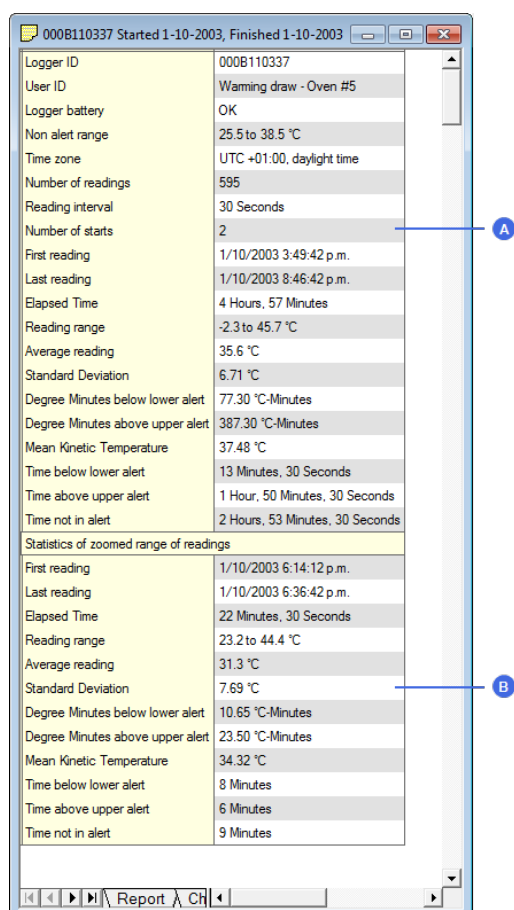 000B110337 Started 1-10-2003, Finished 1-10-2003
Logger ID 000B110337
User ID Warming draw - Oven #5
Logger battery OK
Non alert range 25.5 to 38.5 °C
Time zone UTC +01:00, daylight time
Number of readings 595
Reading interval 30 Seconds
Number of starts 2
A
First reading 1/10/2003 3:49:42 p.m.
Last reading 1/10/2003 8:46:42 p.m.
Elapsed Time 4 Hours, 57 Minutes
Reading range -2.3 to 45.7 °C
Average reading 35.6 °C
Standard Deviation 6.71 °C
Degree Minutes below lower alert 77.30 °C-Minutes
Degree Minutes above upper alert 387.30 °C-Minutes
Mean Kinetic Temperature 37.48 °C
Time below lower alert 13 Minutes, 30 Seconds
Time above upper alert 1 Hour, 50 Minutes, 30 Seconds
Time not in alert 2 Hours, 53 Minutes, 30 Seconds
Statistics of zoomed range of readings
First reading 1/10/2003 6:14:12 p.m.
Last reading 1/10/2003 6:36:42 p.m.
Elapsed Time 22 Minutes, 30 Seconds
Reading range 23.2 to 44.4 °C
Average reading 31.3 °C
Standard Deviation 7.69 °C
B
Degree Minutes below lower alert 10.65 °C-Minutes
Degree Minutes above upper alert 23.50 °C-Minutes
Mean Kinetic Temperature 34.32 °C
Time below lower alert 8 Minutes
Time above upper alert 6 Minutes
Time not in alert 9 Minutes
Report Ch